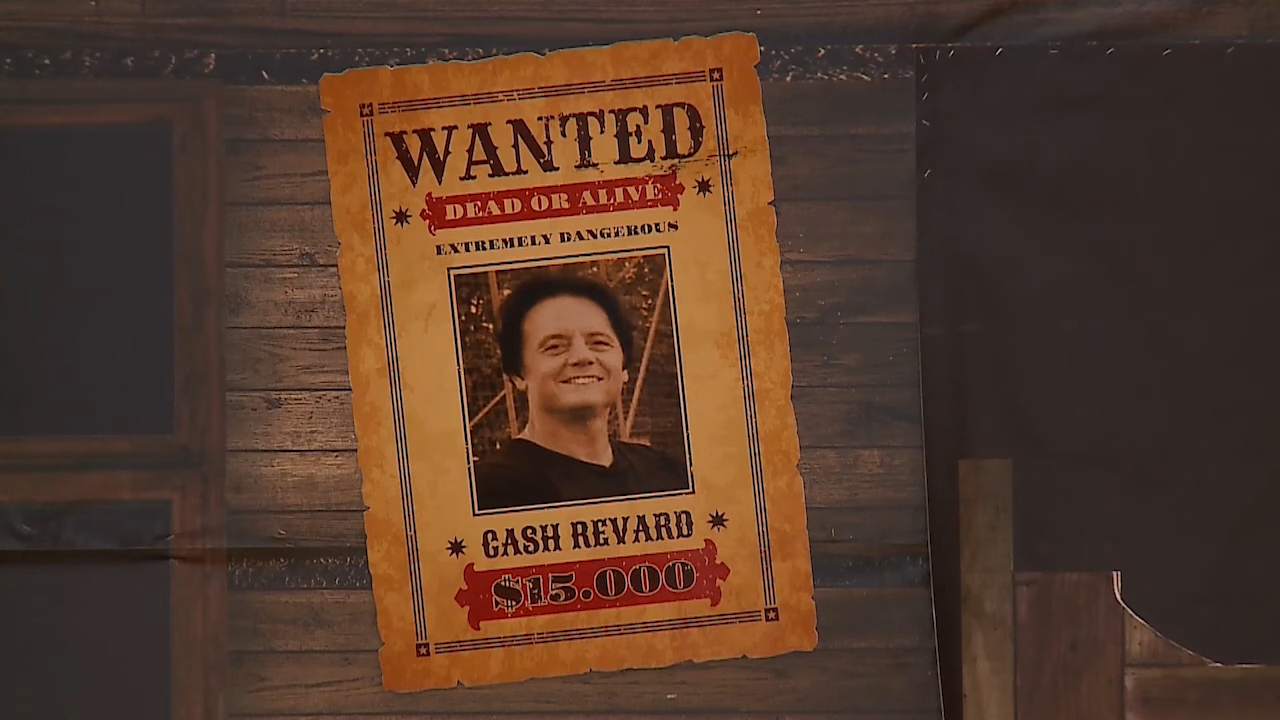 WANTED
DEAD OR ALIVE
EXTREMELY DANGEROUS
CASH REVARD
$15.000